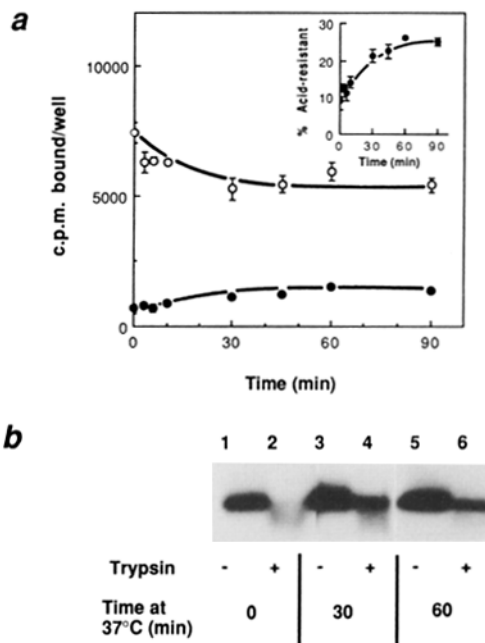 a
10000
5000
0
c.p.m. bound/well
0 30 60 90
Time (min)
30
20
10
0
% Acid-resistant
0 30 60 90
Time (min)
b
1 2 3 4 5 6
Trypsin - + - + - +
Time at 37°C (min) 0 30 60